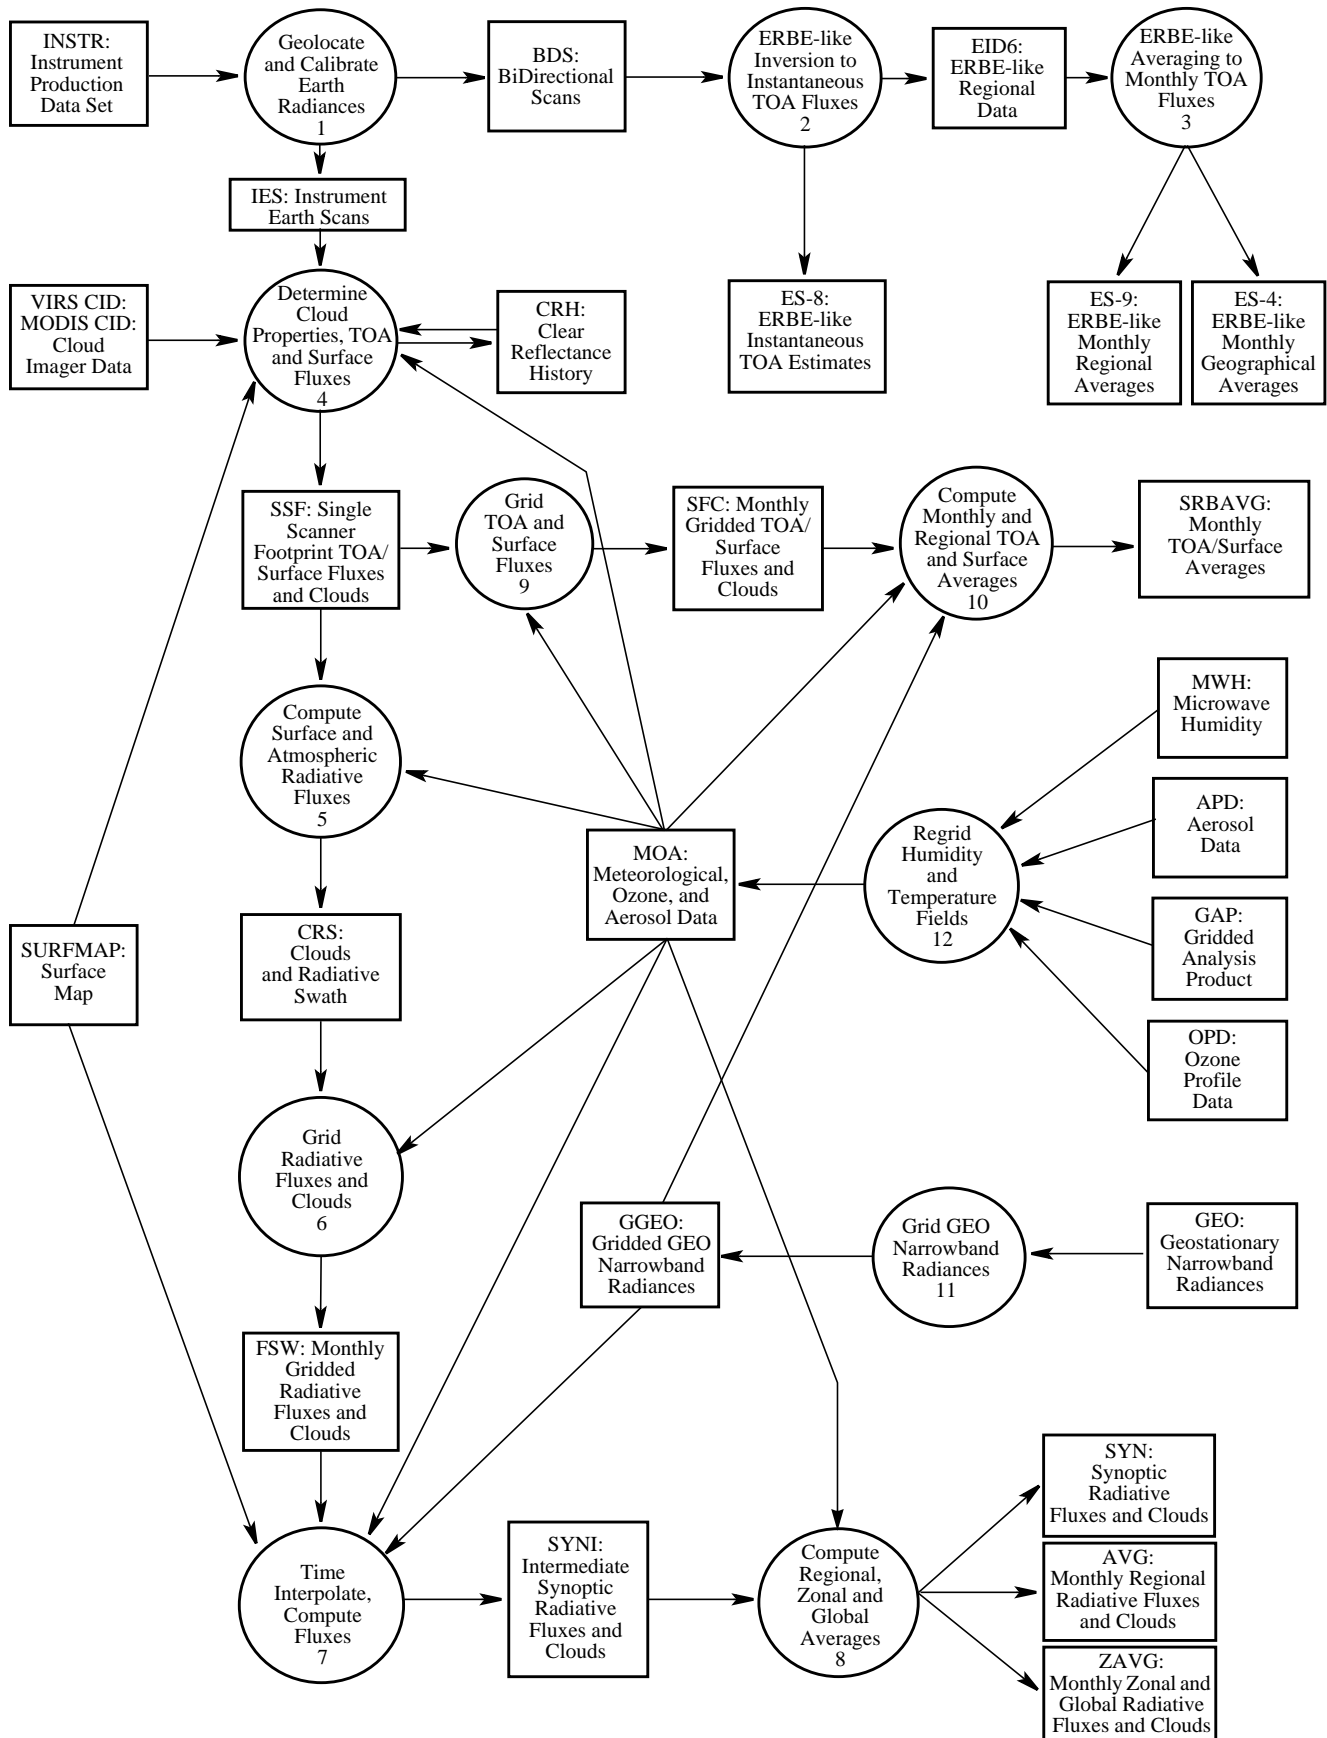 INSTR:
Instrument
Production
Data Set
Geolocate
and Calibrate
Earth
Radiances
1
BDS:
BiDirectional
Scans
ERBE-like
Inversion to
Instantaneous
TOA Fluxes
2
EID6:
ERBE-like
Regional
Data
ERBE-like
Averaging to
Monthly TOA
Fluxes
3
IES: Instrument
Earth Scans
VIRS CID:
MODIS CID:
Cloud
Imager Data
Determine
Cloud
Properties, TOA
and Surface
Fluxes
4
CRH:
Clear
Reflectance
History
ES-8:
ERBE-like
Instantaneous
TOA Estimates
ES-9:
ERBE-like
Monthly
Regional
Averages
ES-4:
ERBE-like
Monthly
Geographical
Averages
SSF: Single
Scanner
Footprint TOA/
Surface Fluxes
and Clouds
Grid
TOA and
Surface
Fluxes
9
SFC: Monthly
Gridded TOA/
Surface
Fluxes and
Clouds
Compute
Monthly and
Regional TOA
and Surface
Averages
10
SRBAVG:
Monthly
TOA/Surface
Averages
Compute
Surface and
Atmospheric
Radiative
Fluxes
5
MWH:
Microwave
Humidity
APD:
Aerosol
Data
MOA:
Meteorological,
Ozone, and
Aerosol Data
Regrid
Humidity
and
Temperature
Fields
12
GAP:
Gridded
Analysis
Product
SURFMAP:
Surface
Map
CRS:
Clouds
and Radiative
Swath
OPD:
Ozone
Profile
Data
Grid
Radiative
Fluxes and
Clouds
6
GGEO:
Gridded GEO
Narrowband
Radiances
Grid GEO
Narrowband
Radiances
11
GEO:
Geostationary
Narrowband
Radiances
FSW: Monthly
Gridded
Radiative
Fluxes and
Clouds
Time
Interpolate,
Compute
Fluxes
7
SYNI:
Intermediate
Synoptic
Radiative
Fluxes and
Clouds
Compute
Regional,
Zonal and
Global
Averages
8
SYN:
Synoptic
Radiative
Fluxes and Clouds
AVG:
Monthly Regional
Radiative Fluxes
and Clouds
ZAVG:
Monthly Zonal and
Global Radiative
Fluxes and Clouds